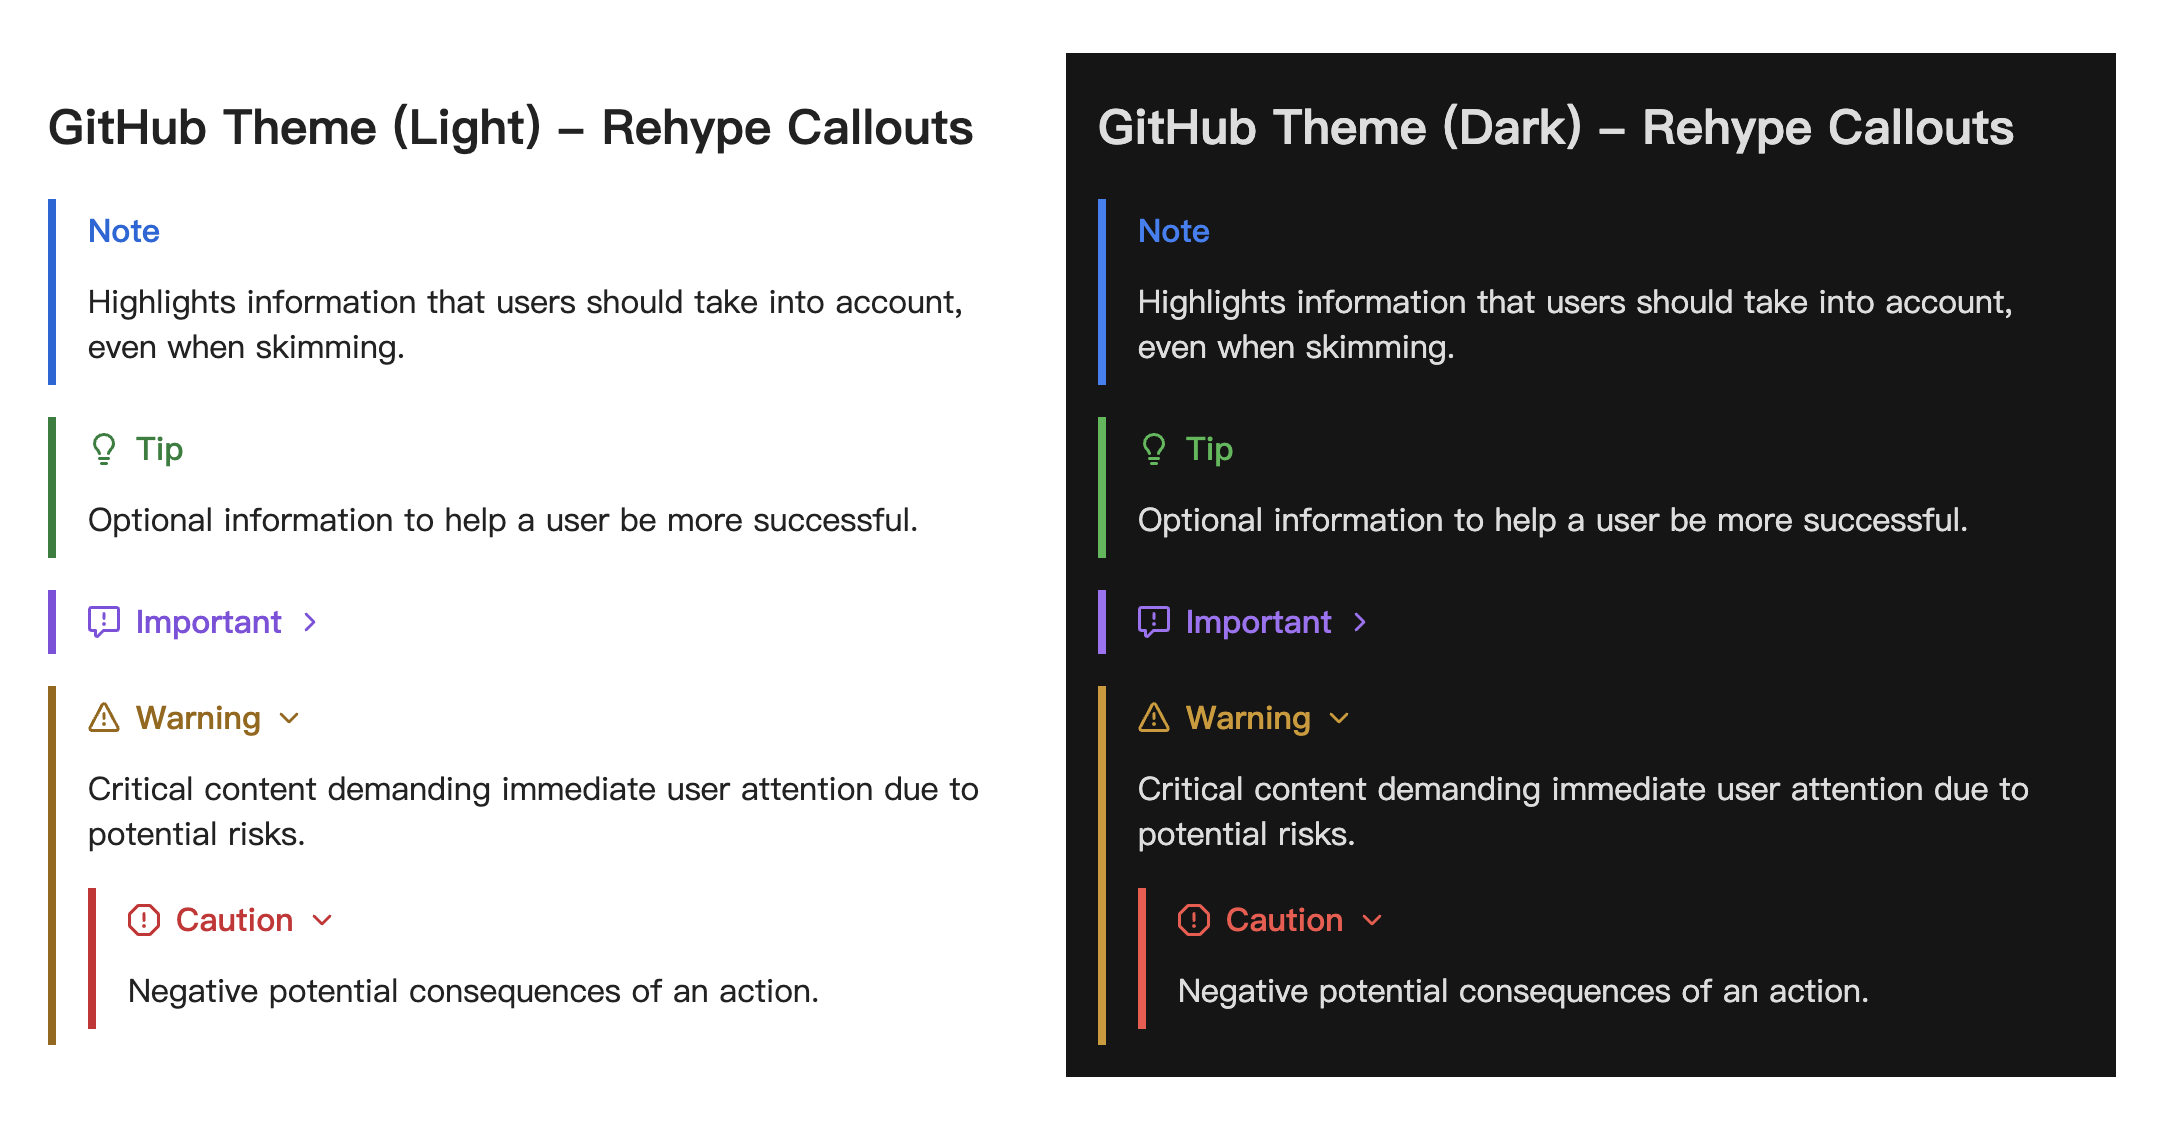 GitHub Theme (Light) – Rehype Callouts
Note
Highlights information that users should take into account,
even when skimming.
Tip
Optional information to help a user be more successful.
Important
Warning
Critical content demanding immediate user attention due to
potential risks.
Caution
Negative potential consequences of an action.
GitHub Theme (Dark) – Rehype Callouts
Note
Highlights information that users should take into account,
even when skimming.
Tip
Optional information to help a user be more successful.
Important
Warning
Critical content demanding immediate user attention due to
potential risks.
Caution
Negative potential consequences of an action.